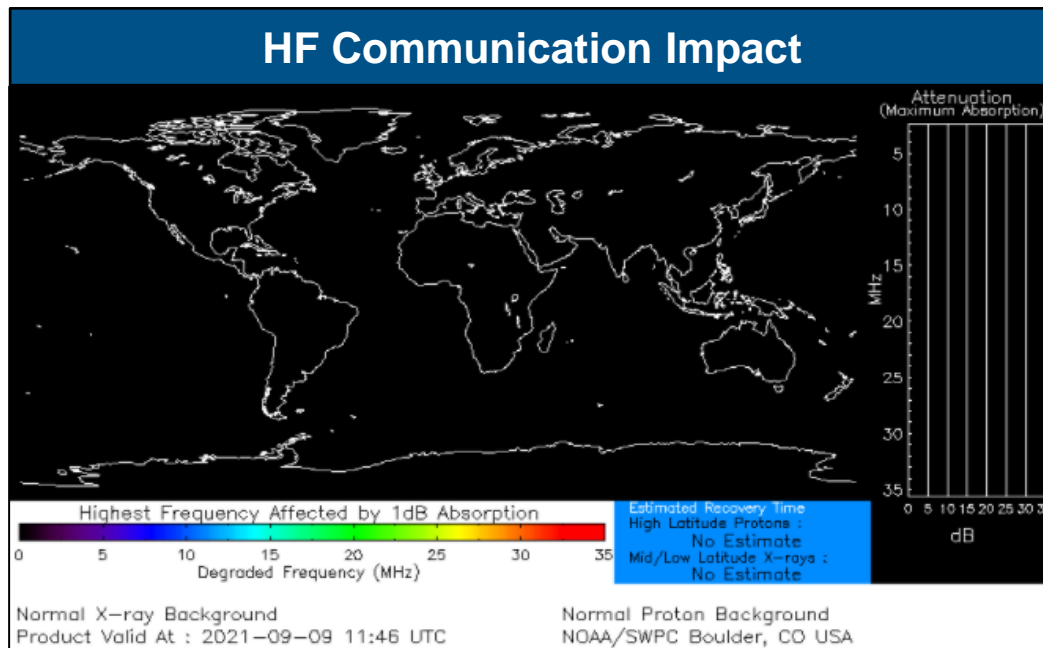 HF Communication Impact
Attenuation
(Maximum Absorption)
5
10
15
20
25
30
35
MHz
0 5 10 15 20 25 30 3
dB
Highest Frequency Affected by 1dB Absorption
0 5 10 15 20 25 30 35
Degraded Frequency (MHz)
Estimated Recovery Time
High Latitude Protons :
No Estimate
Mid/Low Latitude X-rays :
No Estimate
Normal X-ray Background
Product Valid At : 2021-09-09 11:46 UTC
Normal Proton Background
NOAA/SWPC Boulder, CO USA